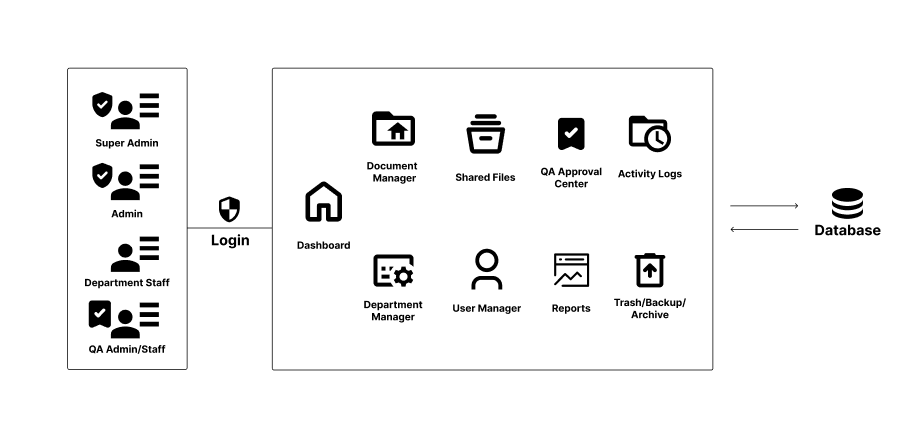 Super Admin
Admin
Department Staff
QA Admin/Staff
Login
Dashboard
Document
Manager
Shared Files
QA Approval
Center
Activity Logs
Department
Manager
User Manager
Reports
Trash/Backup/
Archive
Database